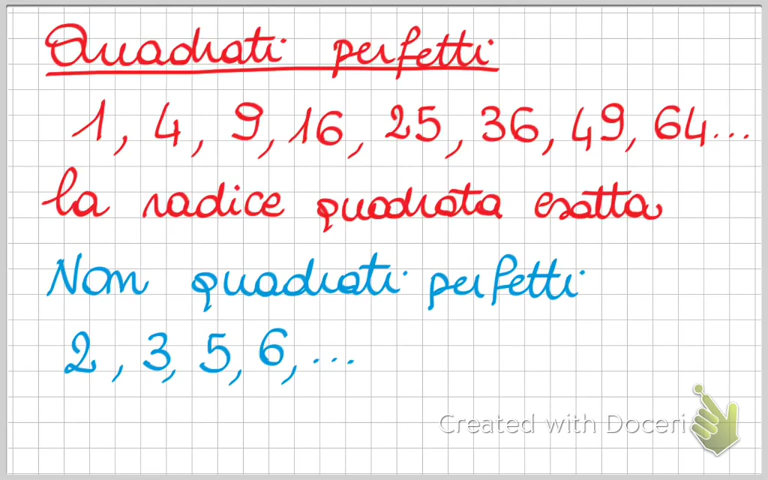 Quadrati perfetti
1, 4, 9, 16, 25, 36, 49, 64...
la radice quadrata esatta
Non quadrati perfetti
2, 3, 5, 6, ...
Created with Doceri